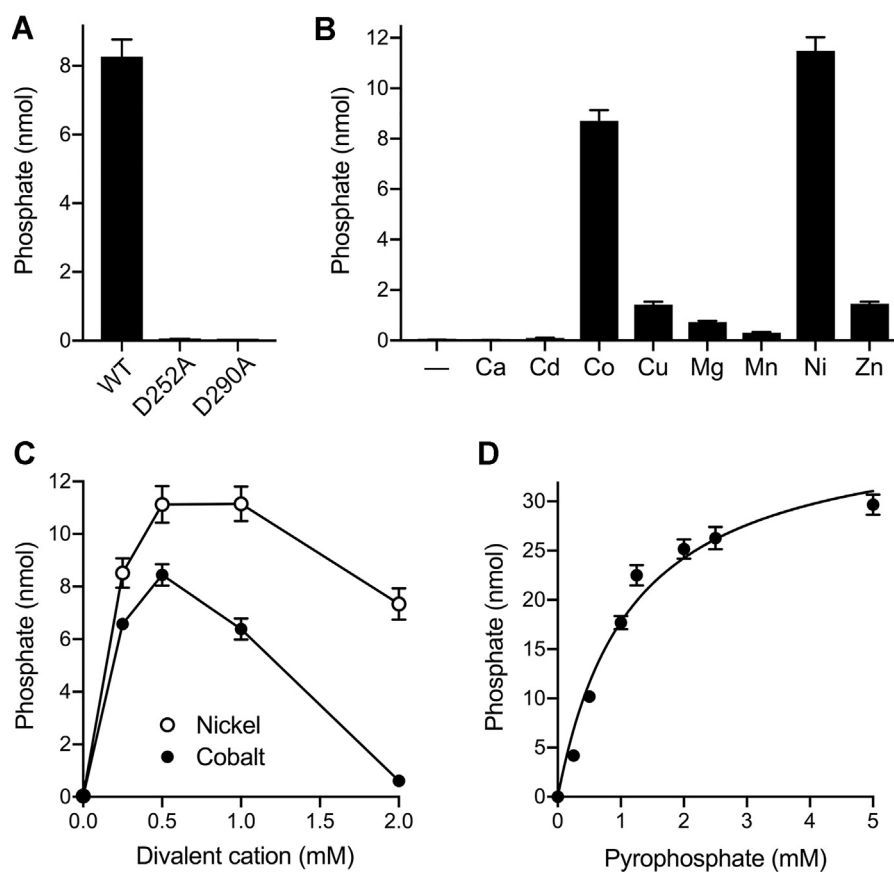 A
Phosphate (nmol)
8
6
4
2
0
WT
D252A
D290A
B
Phosphate (nmol)
12
10
8
6
4
2
0
— Ca Cd Co Cu Mg Mn Ni Zn
C
Phosphate (nmol)
12
10
8
6
4
2
0
Nickel
Cobalt
0.0 0.5 1.0 1.5 2.0
Divalent cation (mM)
D
Phosphate (nmol)
30
25
20
15
10
5
0
0 1 2 3 4 5
Pyrophosphate (mM)